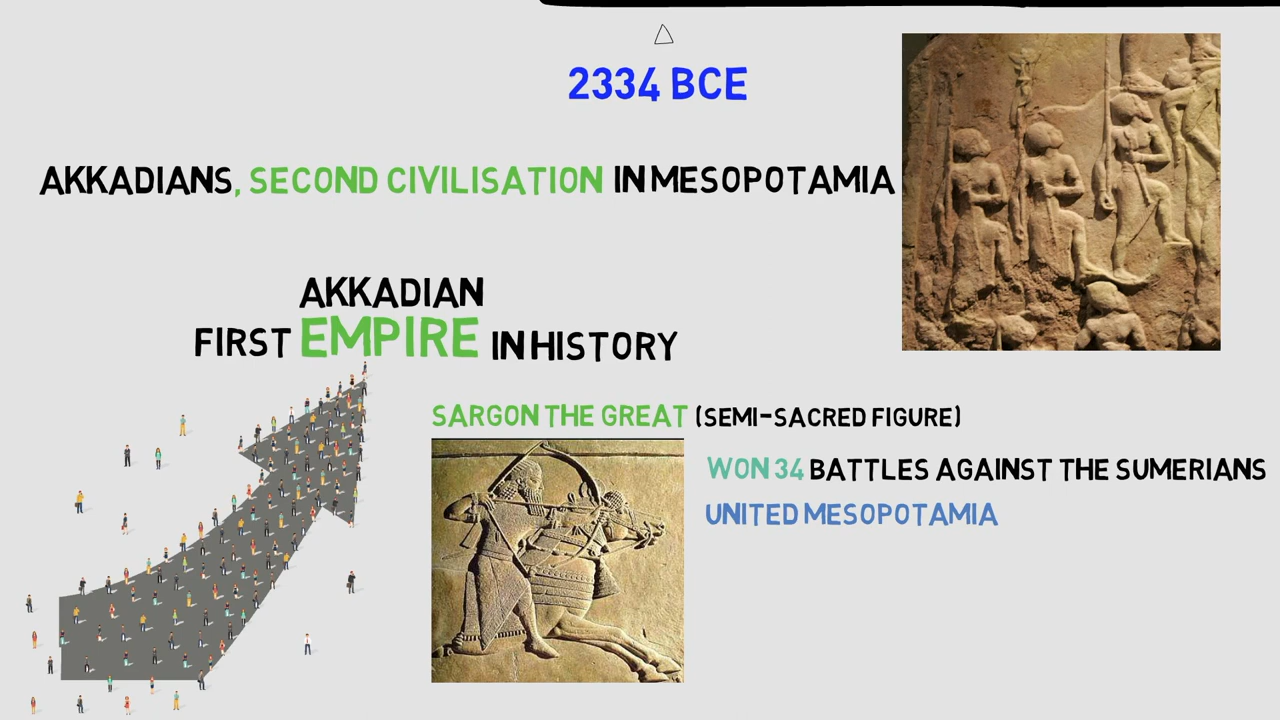 2334 BCE
AKKADIANS, SECOND CIVILISATION IN MESOPOTAMIA
AKKADIAN
FIRST EMPIRE IN HISTORY
SARGON THE GREAT (SEMI-SACRED FIGURE)
WON 34 BATTLES AGAINST THE SUMERIANS
UNITED MESOPOTAMIA